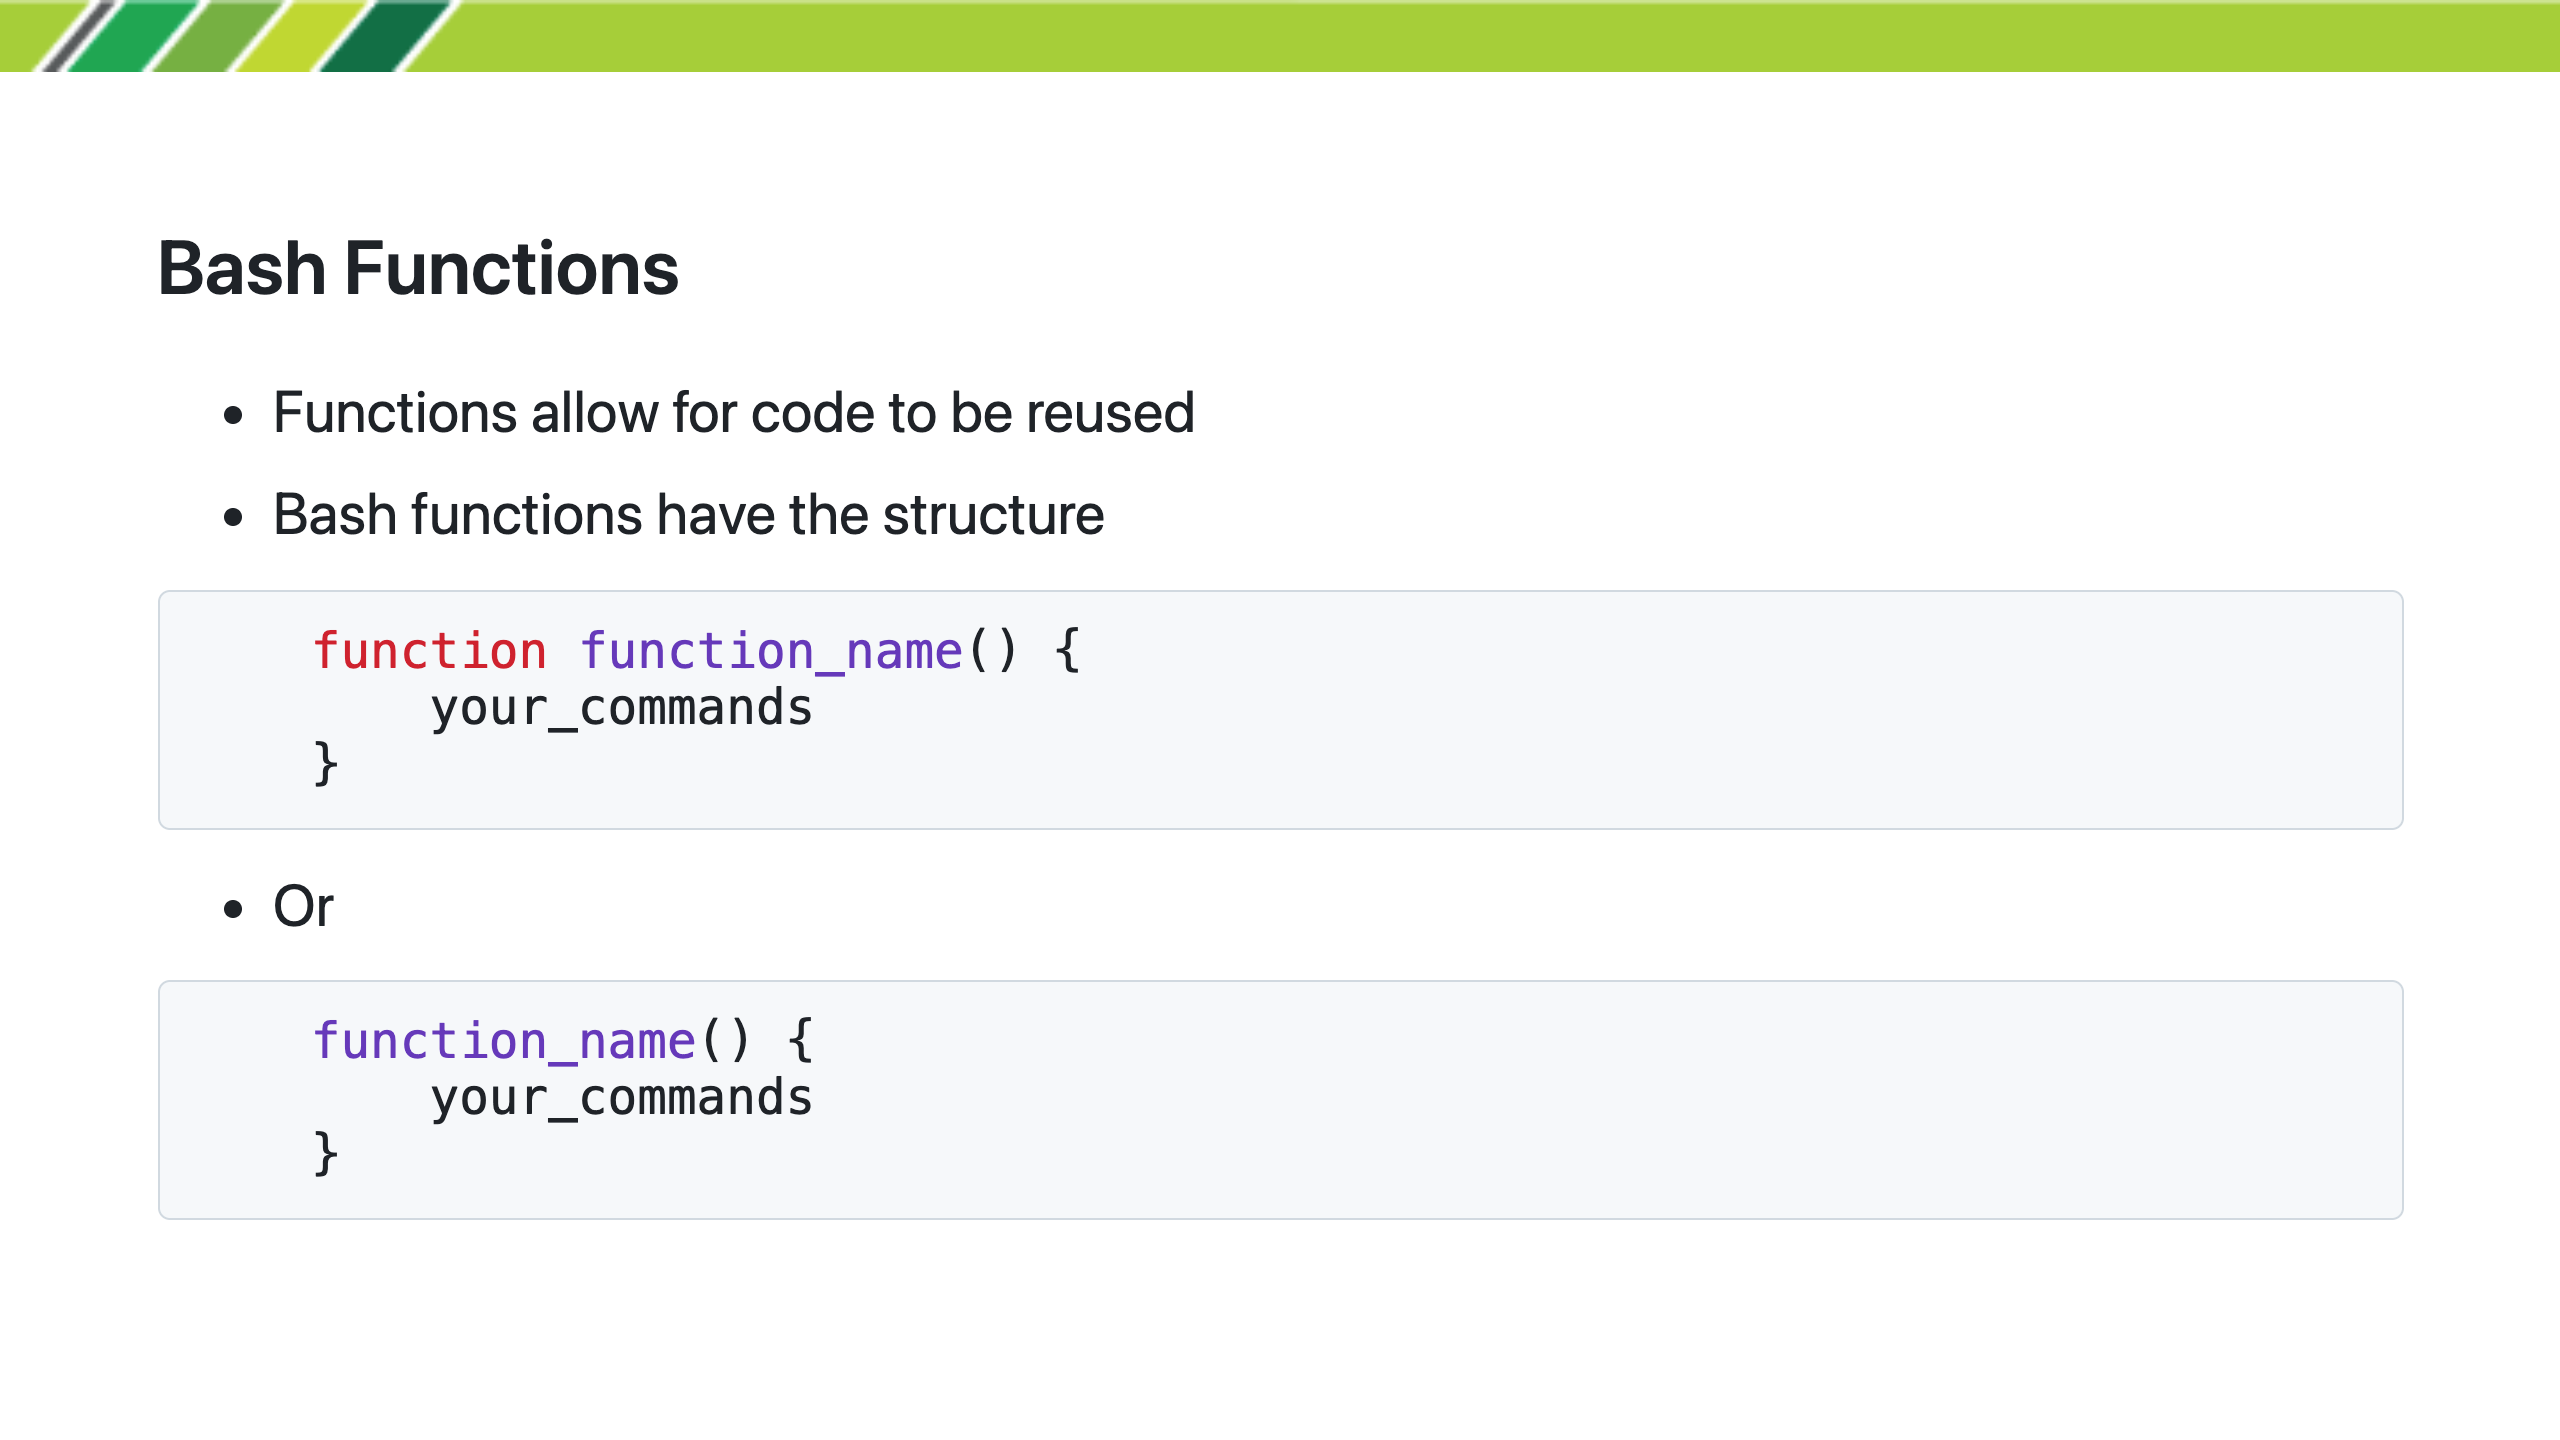 Bash Functions
• Functions allow for code to be reused
• Bash functions have the structure
function function_name() {
    your_commands
}
• Or
function_name() {
    your_commands
}